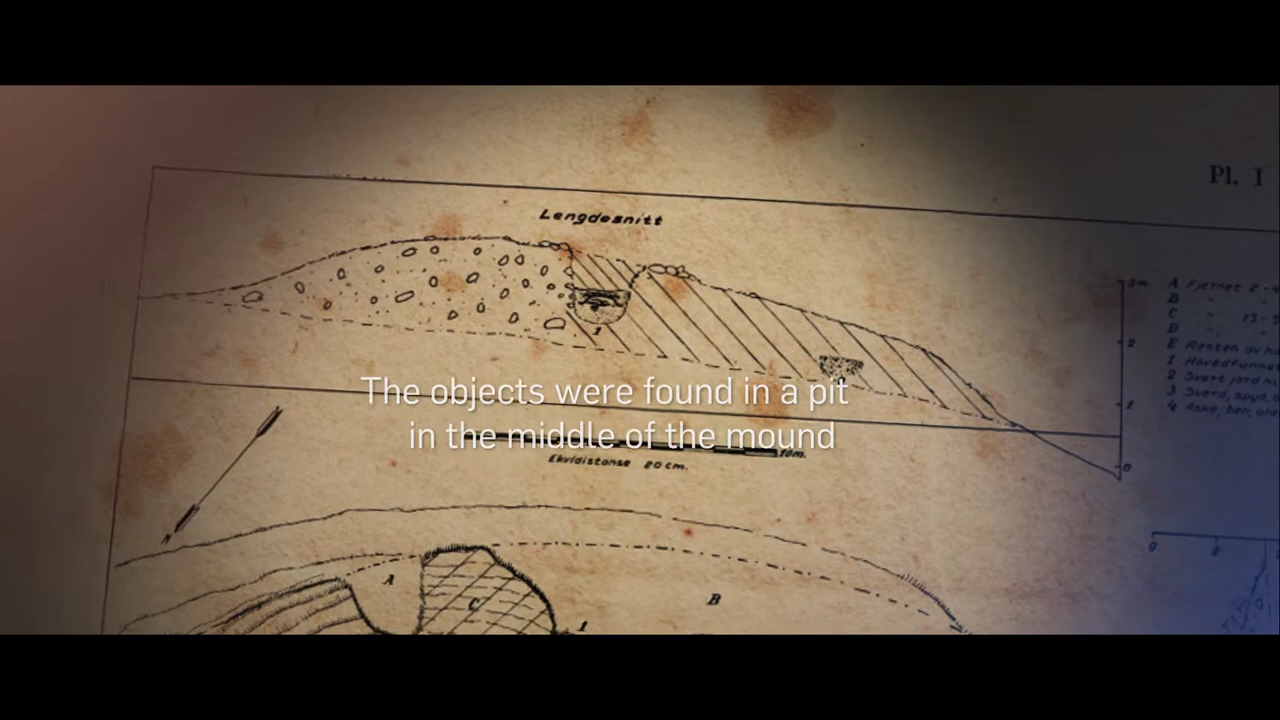 Pl. I
Lengdesnitt
3m
2
1
0
A Fjernet 2-
B "
C " 13-
D "
E Resten av
1 Hovedfunnet
2 Svart jord
3 Sverd, spyd,
4 Aske, ben,
The objects were found in a pit
in the middle of the mound
10m.
Ekvidistanse 20 cm.
N
0
A
C
B
1